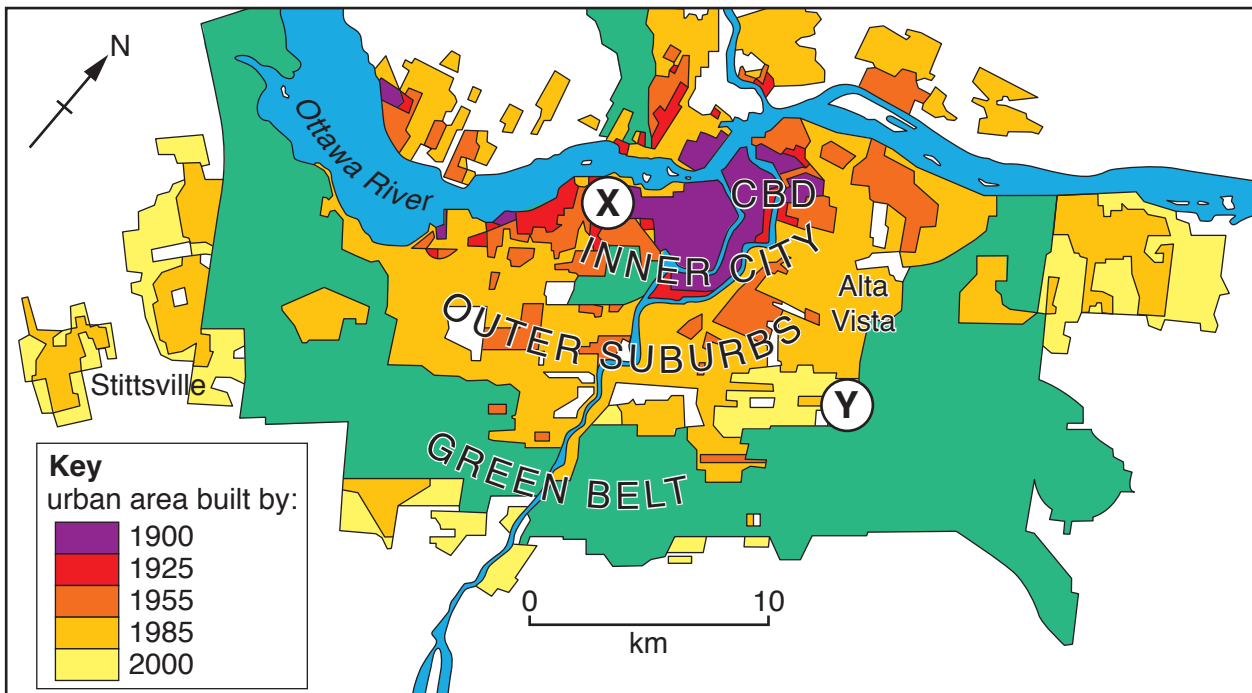 N
Ottawa River
X
CBD
INNER CITY
Alta
Vista
OUTER SUBURBS
Stittsville
Y
GREEN BELT
Key
urban area built by:
1900
1925
1955
1985
2000
0 10
km